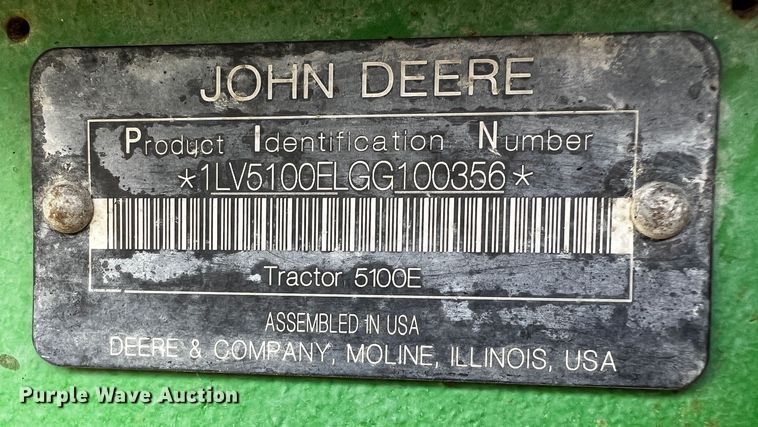 JOHN DEERE
Product Identification Number
*1LV5100ELGG100356*
Tractor 5100E
ASSEMBLED IN USA
DEERE & COMPANY, MOLINE, ILLINOIS, USA
Purple Wave Auction